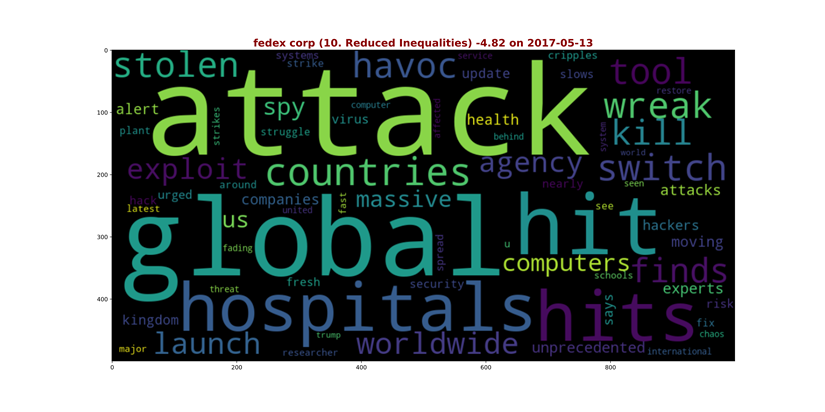 fedex corp (10. Reduced Inequalities) -4.82 on 2017-05-13
0
100
200
300
400
0
200
400
600
800
systems
service
cripples
stolen
strike
havoc
update
slows
tool
attack
restore
alert
spy
computer
health
wreak
plant
strikes
struggle
virus
affected
behind
kill
system
exploit
countries
agency
world
switch
hack
urged
around
companies
massive
nearly
seen
attacks
latest
united
fast
us
see
hit
hackers
global
fading
spread
u
moving
computers
schools
finds
threat
fresh
security
experts
hospitals
hits
says
risk
kingdom
trump
fix
chaos
major
launch
researcher
worldwide
unprecedented
international